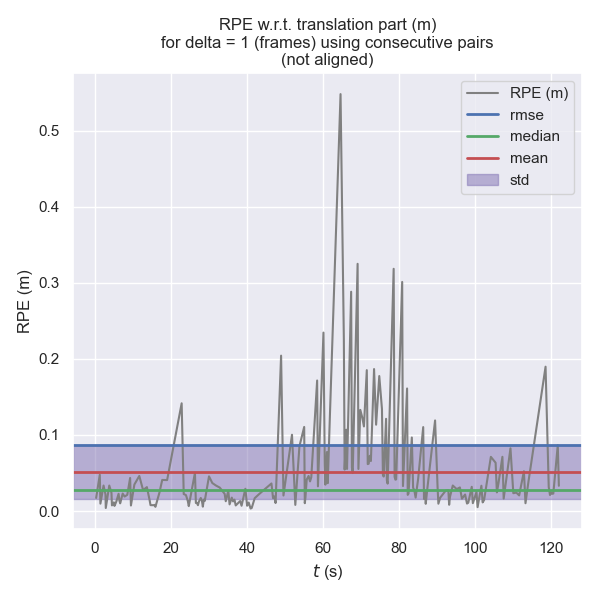 RPE w.r.t. translation part (m)
for delta = 1 (frames) using consecutive pairs
(not aligned)
RPE (m)
rmse
median
mean
std
0.5
0.4
0.3
0.2
0.1
0.0
RPE (m)
0 20 40 60 80 100 120
t (s)